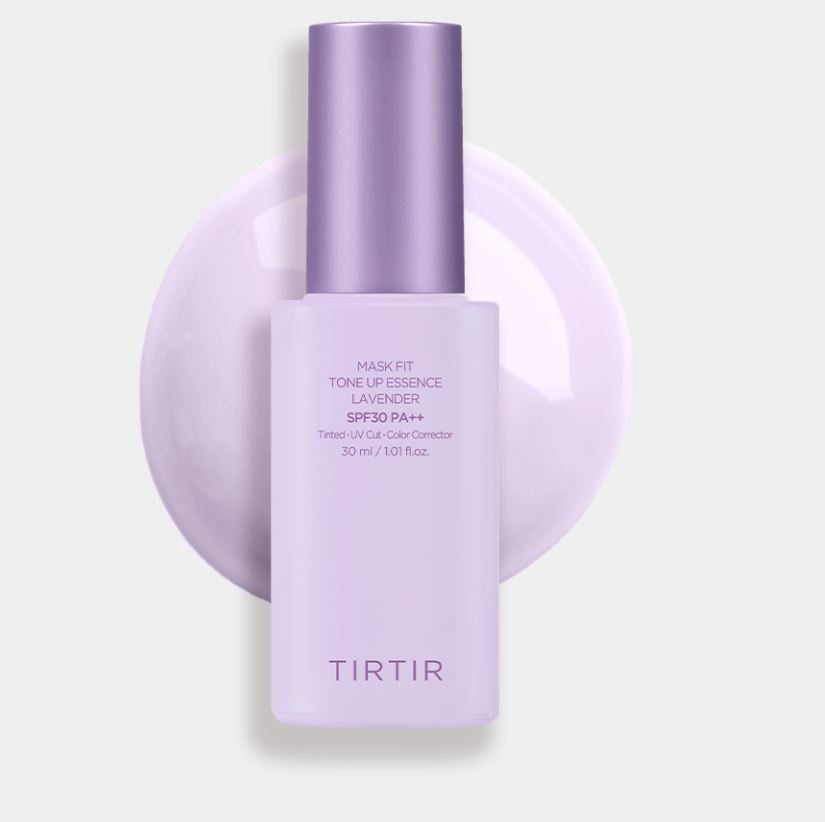 MASK FIT
TONE UP ESSENCE
LAVENDER
SPF30 PA++
Tinted•UV Cut•Color Corrector
30 ml / 1.01 fl.oz.
TIRTIR